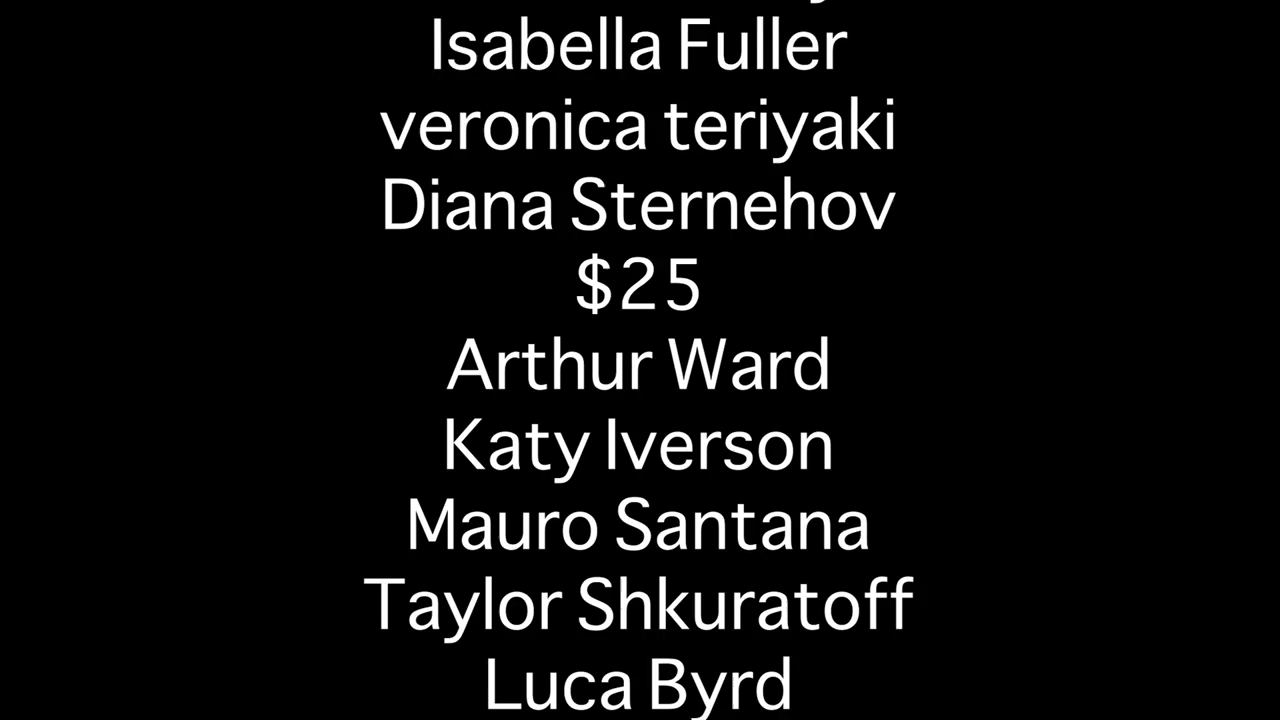 Isabella Fuller
veronica teriyaki
Diana Sternehov
$25
Arthur Ward
Katy Iverson
Mauro Santana
Taylor Shkuratoff
Luca Byrd